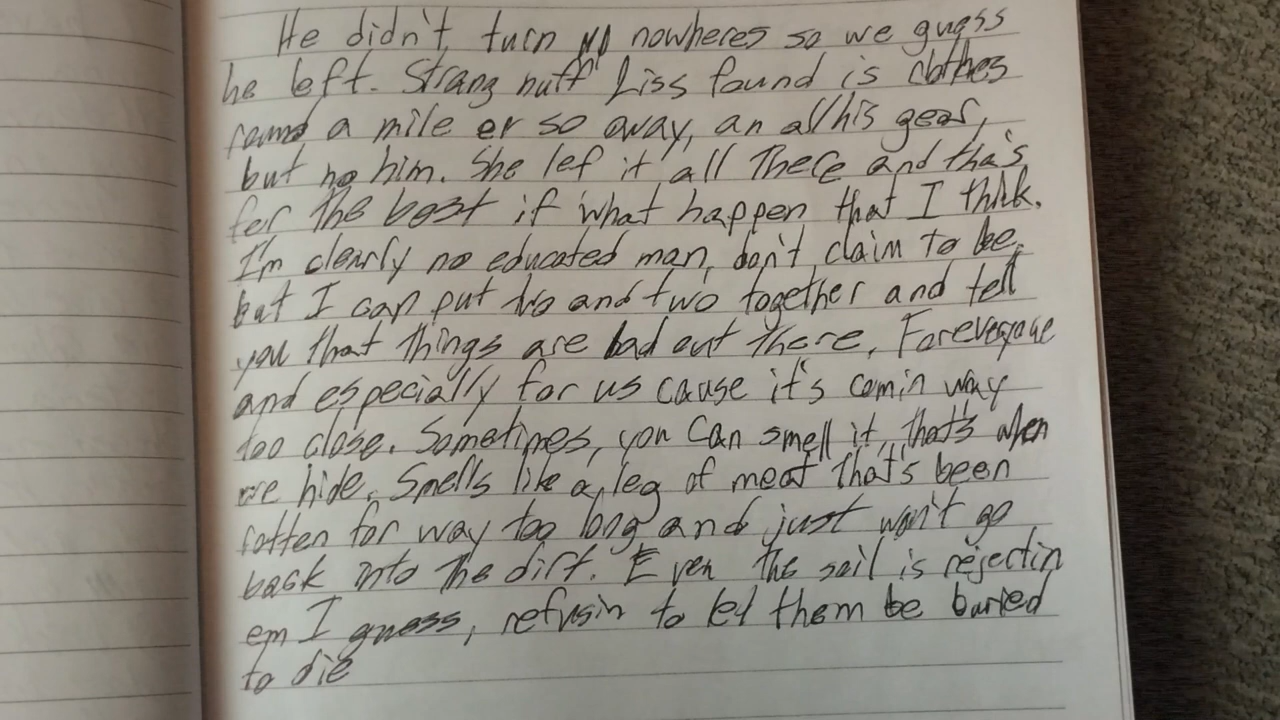 He didn't turn up nowheres so we guess
he left. Strang nuff Liss found is clothes
round a mile er so away, an all his gear,
but no him. She lef it all there and tha's
fer the best if what happen that I think.
I'm clearly no educated man, don't claim to be,
but I can put two and two together and tell
you that things are bad out there. Foreveryone
and especially for us cause it's comin way
too close. Sometimes, you can smell it, that's when
we hide. Smells like a leg of meat that's been
rotten for way too long and just won't go
back into the dirt. Even the soil is rejectin
em I guess, refusin to let them be buried
to die